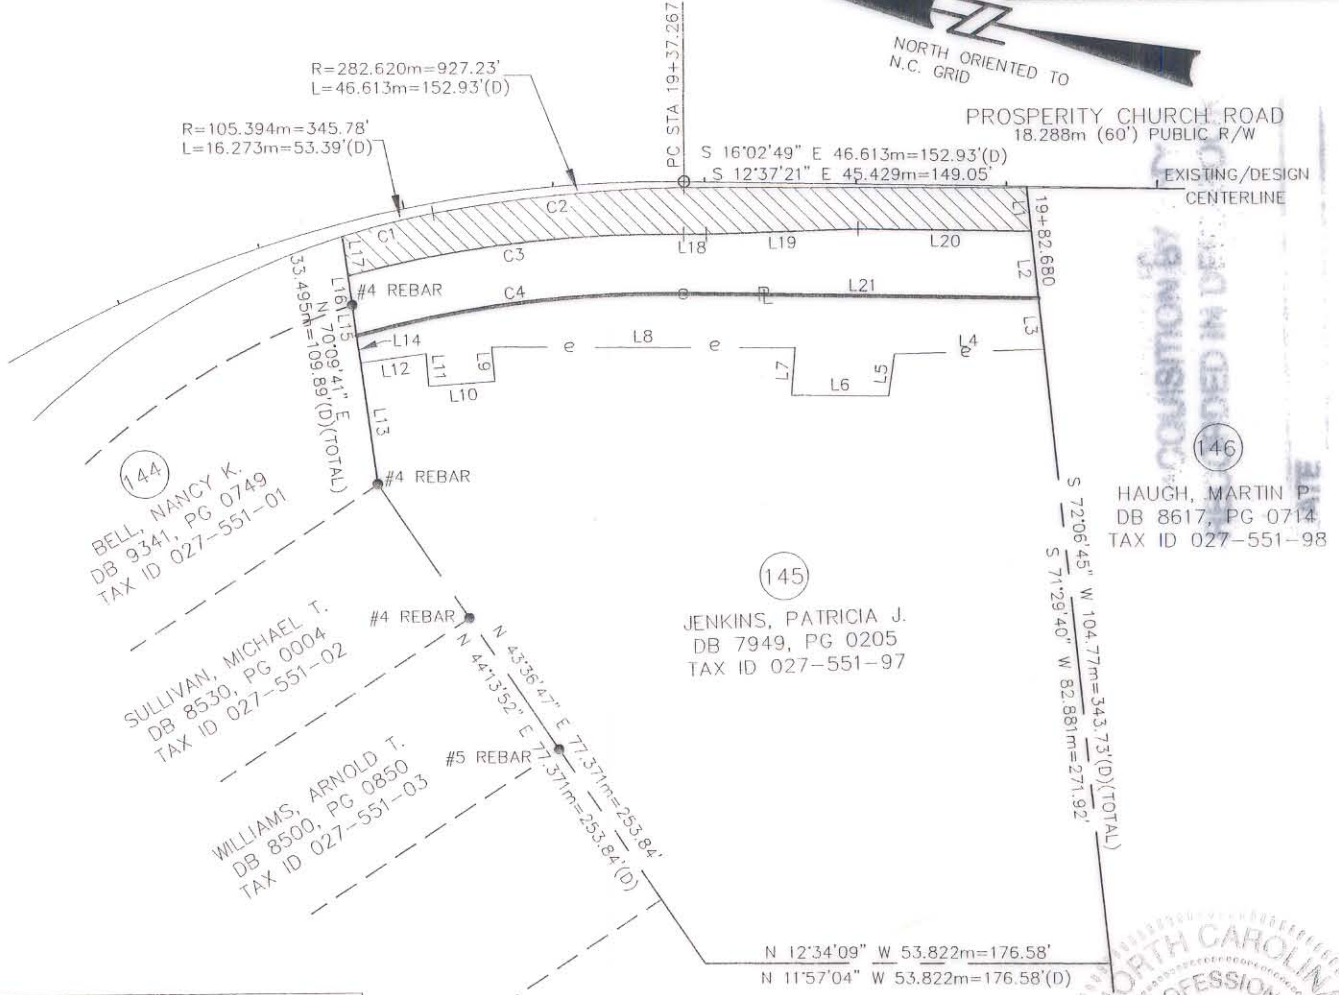 PC STA 19+37.267
NORTH ORIENTED TO
N.C. GRID
R=282.620m=927.23'
L=46.613m=152.93'(D)
R=105.394m=345.78'
L=16.273m=53.39'(D)
PROSPERITY CHURCH ROAD
18.288m (60') PUBLIC R/W
S 16°02'49" E 46.613m=152.93'(D)
S 12°37'21" E 45.429m=149.05'
EXISTING/DESIGN
CENTERLINE
19+82.680
C1
C2
C3
C4
L1
L2
L3
L17
L16
L15
L14
L18
L19
L20
L21
#4 REBAR
PL
33.495m=109.89'(D)(TOTAL)
N 70°09'41" E
L12
L11
L10
L9
e
L8
e
L7
L6
L5
L4
e
L13
#4 REBAR
144
BELL, NANCY K.
DB 9341, PG 0749
TAX ID 027-551-01
146
HAUGH, MARTIN P
DB 8617, PG 0714
TAX ID 027-551-98
145
JENKINS, PATRICIA J.
DB 7949, PG 0205
TAX ID 027-551-97
#4 REBAR
SULLIVAN, MICHAEL T.
DB 8530, PG 0004
TAX ID 027-551-02
N 43°36'47" E 77.371m=253.84'
N 44°13'52" E 77.371m=253.84'(D)
S 72°06'45" W 104.77m=343.73'(D)(TOTAL)
S 71°29'40" W 82.881m=271.92'
#5 REBAR
WILLIAMS, ARNOLD T.
DB 8500, PG 0850
TAX ID 027-551-03
N 12°34'09" W 53.822m=176.58'
N 11°57'04" W 53.822m=176.58'(D)
ORTH CAROLINA
OFESSION